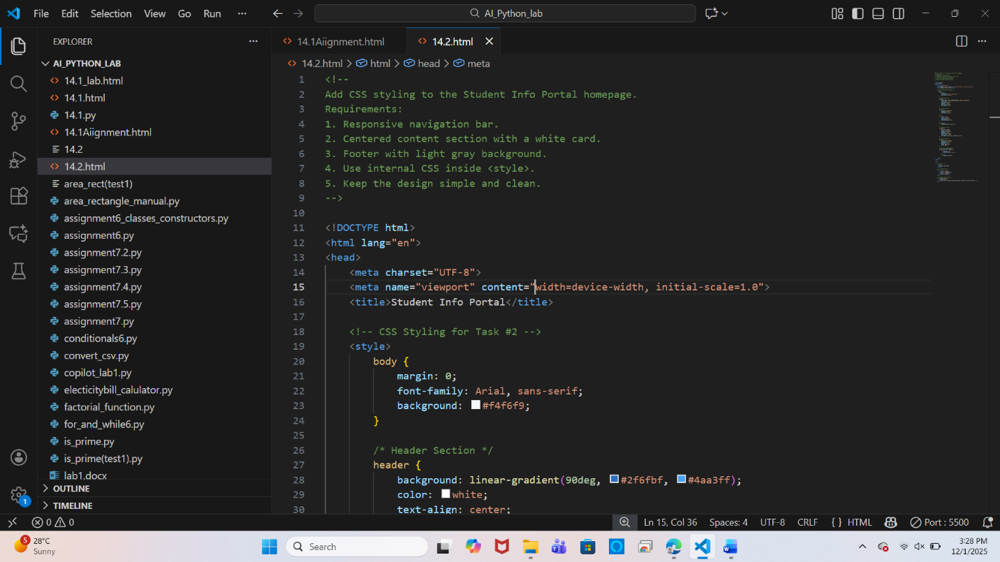 File Edit Selection View Go Run ···
AI_Python_lab
EXPLORER ···
AI_PYTHON_LAB
14.1_lab.html
14.1.html
14.1.py
14.1Aiignment.html
14.2
14.2.html
area_rect(test1)
area_rectangle_manual.py
assignment6_classes_constructors.py
assignment6.py
assignment7.2.py
assignment7.3.py
assignment7.4.py
assignment7.5.py
assignment7.py
conditionals6.py
convert_csv.py
copilot_lab1.py
electicitybill_calulator.py
factorial_function.py
for_and_while6.py
is_prime.py
is_prime(test1).py
lab1.docx
OUTLINE
TIMELINE
1
14.1Aiignment.html 14.2.html
14.2.html > html > head > meta
1 <!--
2 Add CSS styling to the Student Info Portal homepage.
3 Requirements:
4 1. Responsive navigation bar.
5 2. Centered content section with a white card.
6 3. Footer with light gray background.
7 4. Use internal CSS inside <style>.
8 5. Keep the design simple and clean.
9 -->
10
11 <!DOCTYPE html>
12 <html lang="en">
13 <head>
14 <meta charset="UTF-8">
15 <meta name="viewport" content="width=device-width, initial-scale=1.0">
16 <title>Student Info Portal</title>
17
18 <!-- CSS Styling for Task #2 -->
19 <style>
20 body {
21 margin: 0;
22 font-family: Arial, sans-serif;
23 background: #f4f6f9;
24 }
25
26 /* Header Section */
27 header {
28 background: linear-gradient(90deg, #2f6fbf, #4aa3ff);
29 color: white;
30 text-align: center;
0 0 Ln 15, Col 36 Spaces: 4 UTF-8 CRLF { } HTML Port : 5500
5 28°C
Sunny
Search
3:28 PM
12/1/2025